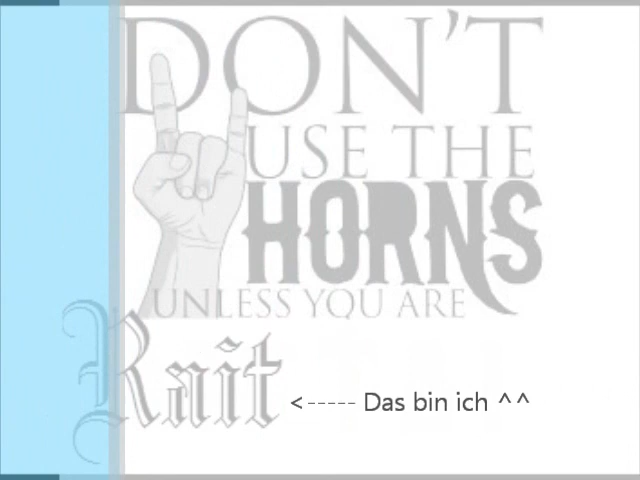 DON'T
USE THE
HORNS
UNLESS YOU ARE
Rait
<----- Das bin ich ^^